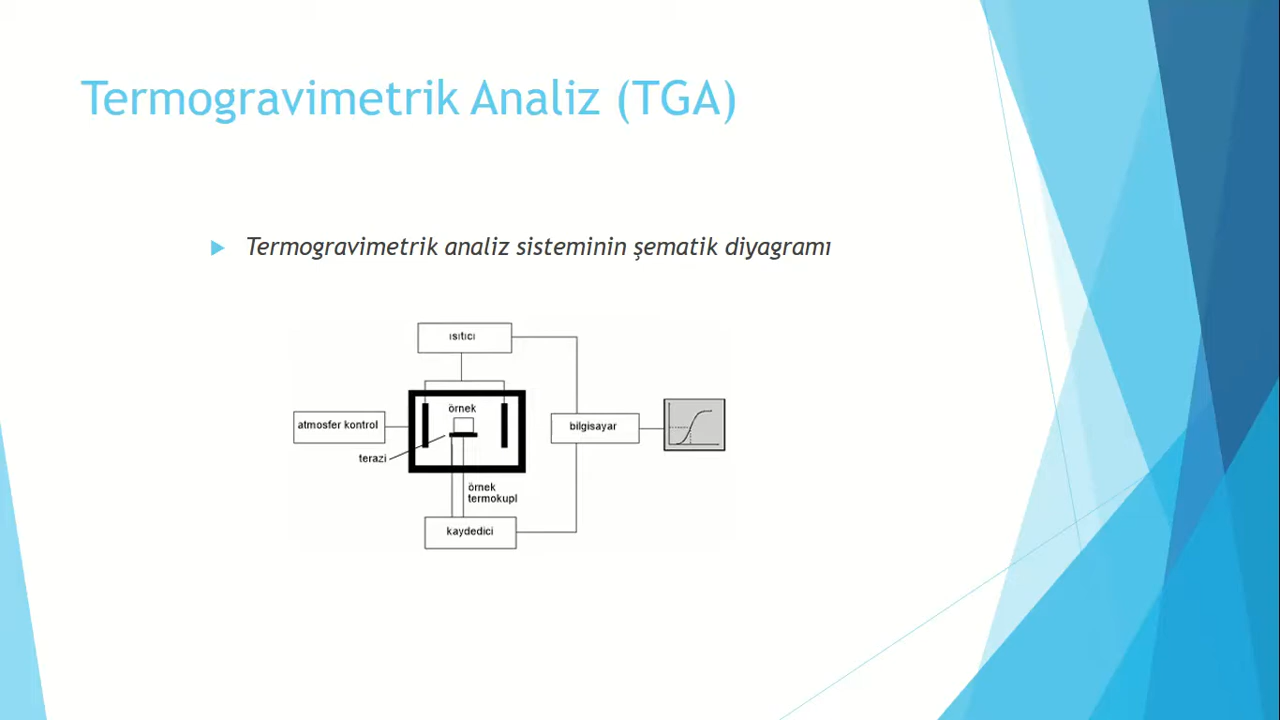 Termogravimetrik Analiz (TGA)
Termogravimetrik analiz sisteminin şematik diyagramı
ısıtıcı
örnek
atmosfer kontrol
bilgisayar
terazi
örnek
termokupl
kaydedici